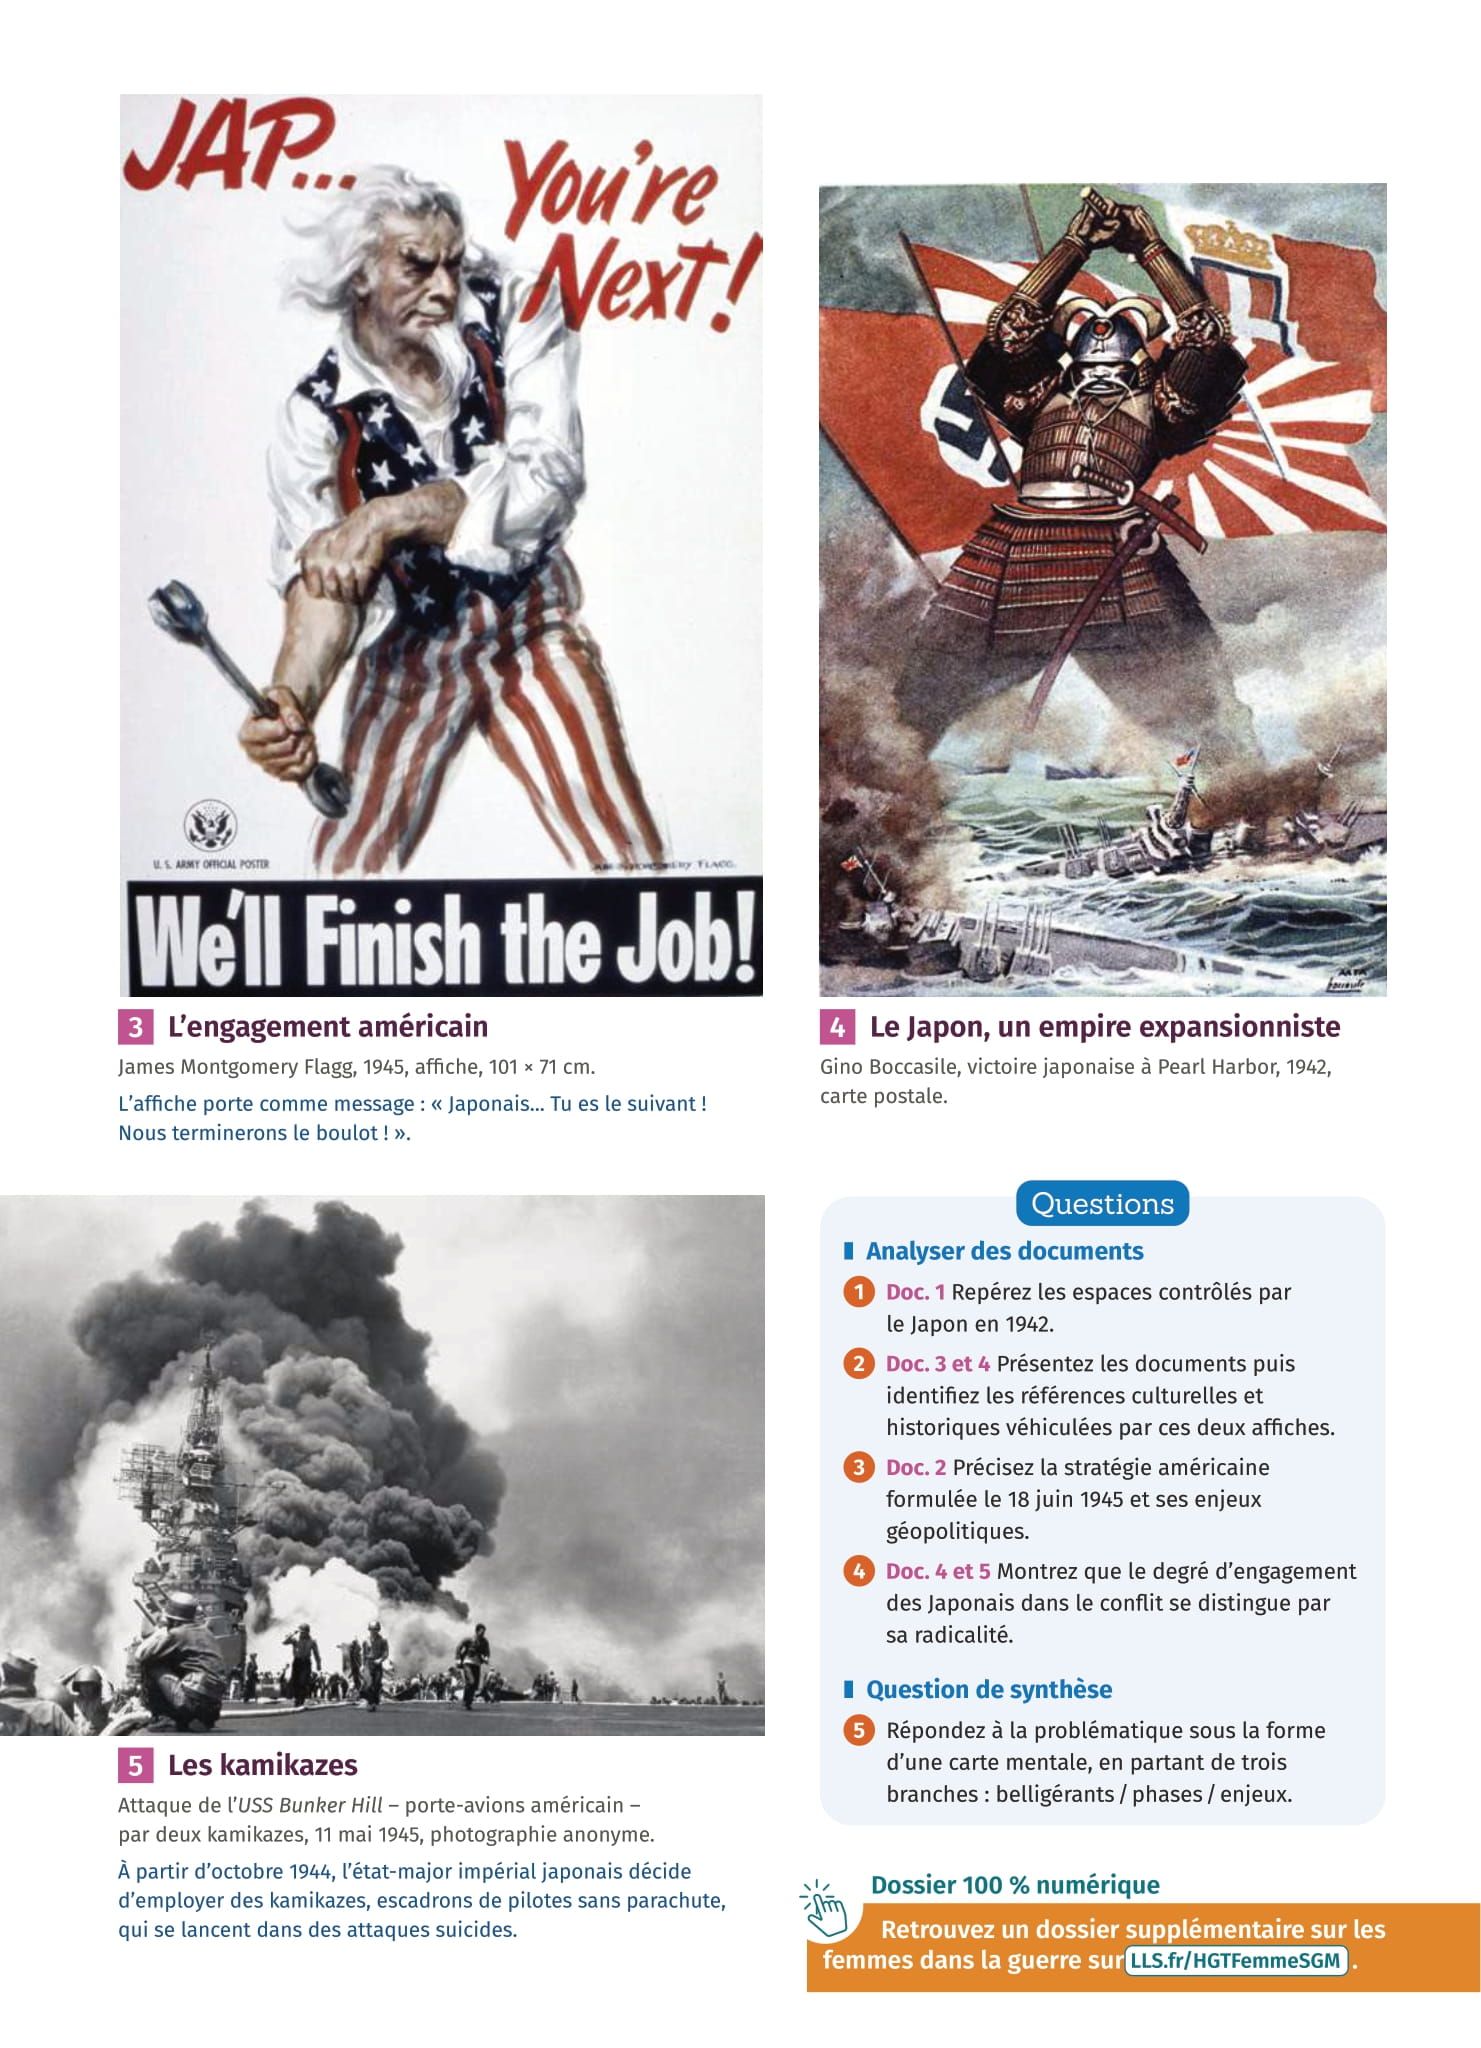 JAP...
You're
Next!
U. S. ARMY OFFICIAL POSTER
JAMES MONTGOMERY FLAGG.
We'll Finish the Job!
3 L'engagement américain
James Montgomery Flagg, 1945, affiche, 101 × 71 cm.
L'affiche porte comme message : « Japonais... Tu es le suivant !
Nous terminerons le boulot ! ».
boccasile
4 Le Japon, un empire expansionniste
Gino Boccasile, victoire japonaise à Pearl Harbor, 1942,
carte postale.
5 Les kamikazes
Attaque de l'USS Bunker Hill – porte-avions américain –
par deux kamikazes, 11 mai 1945, photographie anonyme.
À partir d'octobre 1944, l'état-major impérial japonais décide
d'employer des kamikazes, escadrons de pilotes sans parachute,
qui se lancent dans des attaques suicides.
Questions
Analyser des documents
1 Doc. 1 Repérez les espaces contrôlés par
le Japon en 1942.
2 Doc. 3 et 4 Présentez les documents puis
identifiez les références culturelles et
historiques véhiculées par ces deux affiches.
3 Doc. 2 Précisez la stratégie américaine
formulée le 18 juin 1945 et ses enjeux
géopolitiques.
4 Doc. 4 et 5 Montrez que le degré d'engagement
des Japonais dans le conflit se distingue par
sa radicalité.
Question de synthèse
5 Répondez à la problématique sous la forme
d'une carte mentale, en partant de trois
branches : belligérants / phases / enjeux.
Dossier 100 % numérique
Retrouvez un dossier supplémentaire sur les
femmes dans la guerre sur LLS.fr/HGTFemmeSGM .